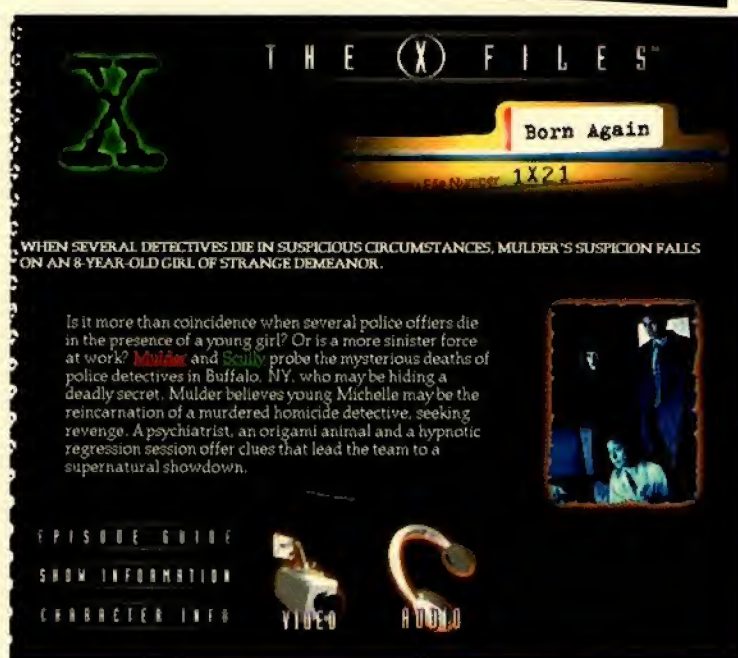 X
THE X FILES™
Born Again
File Number 1X21
WHEN SEVERAL DETECTIVES DIE IN SUSPICIOUS CIRCUMSTANCES, MULDER'S SUSPICION FALLS
ON AN 8-YEAR-OLD GIRL OF STRANGE DEMEANOR.
Is it more than coincidence when several police offiers die
in the presence of a young girl? Or is a more sinister force
at work? Mulder and Scully probe the mysterious deaths of
police detectives in Buffalo, NY, who may be hiding a
deadly secret. Mulder believes young Michelle may be the
reincarnation of a murdered homicide detective, seeking
revenge. A psychiatrist, an origami animal and a hypnotic
regression session offer clues that lead the team to a
supernatural showdown.
EPISODE GUIDE
SHOW INFORMATION
CHARACTER INFO
VIDEO
AUDIO